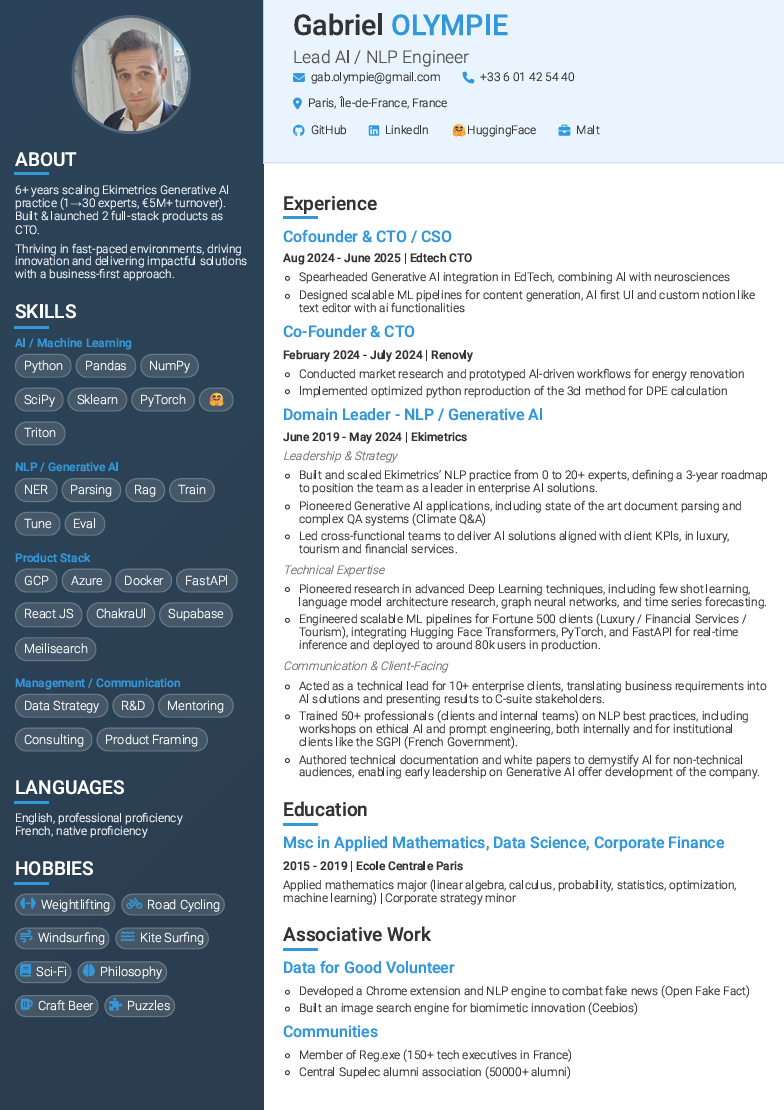 Gabriel OLYMPIE
Lead AI / NLP Engineer
gab.olympie@gmail.com +33 6 01 42 54 40
Paris, Île-de-France, France
GitHub LinkedIn HuggingFace Malt
ABOUT
6+ years scaling Ekimetrics Generative AI
practice (1→30 experts, €5M+ turnover).
Built & launched 2 full-stack products as
CTO.
Thriving in fast-paced environments, driving
innovation and delivering impactful solutions
with a business-first approach.
SKILLS
AI / Machine Learning
Python Pandas NumPy
SciPy Sklearn PyTorch 🤗
Triton
NLP / Generative AI
NER Parsing Rag Train
Tune Eval
Product Stack
GCP Azure Docker FastAPI
React JS ChakraUI Supabase
Meilisearch
Management / Communication
Data Strategy R&D Mentoring
Consulting Product Framing
LANGUAGES
English, professional proficiency
French, native proficiency
HOBBIES
Weightlifting Road Cycling
Windsurfing Kite Surfing
Sci-Fi Philosophy
Craft Beer Puzzles
Experience
Cofounder & CTO / CSO
Aug 2024 - June 2025 | Edtech CTO
Spearheaded Generative AI integration in EdTech, combining AI with neurosciences
Designed scalable ML pipelines for content generation, AI first UI and custom notion like
text editor with ai functionalities
Co-Founder & CTO
February 2024 - July 2024 | Renovly
Conducted market research and prototyped AI-driven workflows for energy renovation
Implemented optimized python reproduction of the 3cl method for DPE calculation
Domain Leader - NLP / Generative AI
June 2019 - May 2024 | Ekimetrics
Leadership & Strategy
Built and scaled Ekimetrics’ NLP practice from 0 to 20+ experts, defining a 3-year roadmap
to position the team as a leader in enterprise AI solutions.
Pioneered Generative AI applications, including state of the art document parsing and
complex QA systems (Climate Q&A)
Led cross-functional teams to deliver AI solutions aligned with client KPIs, in luxury,
tourism and financial services.
Technical Expertise
Pioneered research in advanced Deep Learning techniques, including few shot learning,
language model architecture research, graph neural networks, and time series forecasting.
Engineered scalable ML pipelines for Fortune 500 clients (Luxury / Financial Services /
Tourism), integrating Hugging Face Transformers, PyTorch, and FastAPI for real-time
inference and deployed to around 80k users in production.
Communication & Client-Facing
Acted as a technical lead for 10+ enterprise clients, translating business requirements into
AI solutions and presenting results to C-suite stakeholders.
Trained 50+ professionals (clients and internal teams) on NLP best practices, including
workshops on ethical AI and prompt engineering, both internally and for institutional
clients like the SGPI (French Government).
Authored technical documentation and white papers to demystify AI for non-technical
audiences, enabling early leadership on Generative AI offer development of the company.
Education
Msc in Applied Mathematics, Data Science, Corporate Finance
2015 - 2019 | Ecole Centrale Paris
Applied mathematics major (linear algebra, calculus, probability, statistics, optimization,
machine learning) | Corporate strategy minor
Associative Work
Data for Good Volunteer
Developed a Chrome extension and NLP engine to combat fake news (Open Fake Fact)
Built an image search engine for biomimetic innovation (Ceebios)
Communities
Member of Reg.exe (150+ tech executives in France)
Central Supelec alumni association (50000+ alumni)